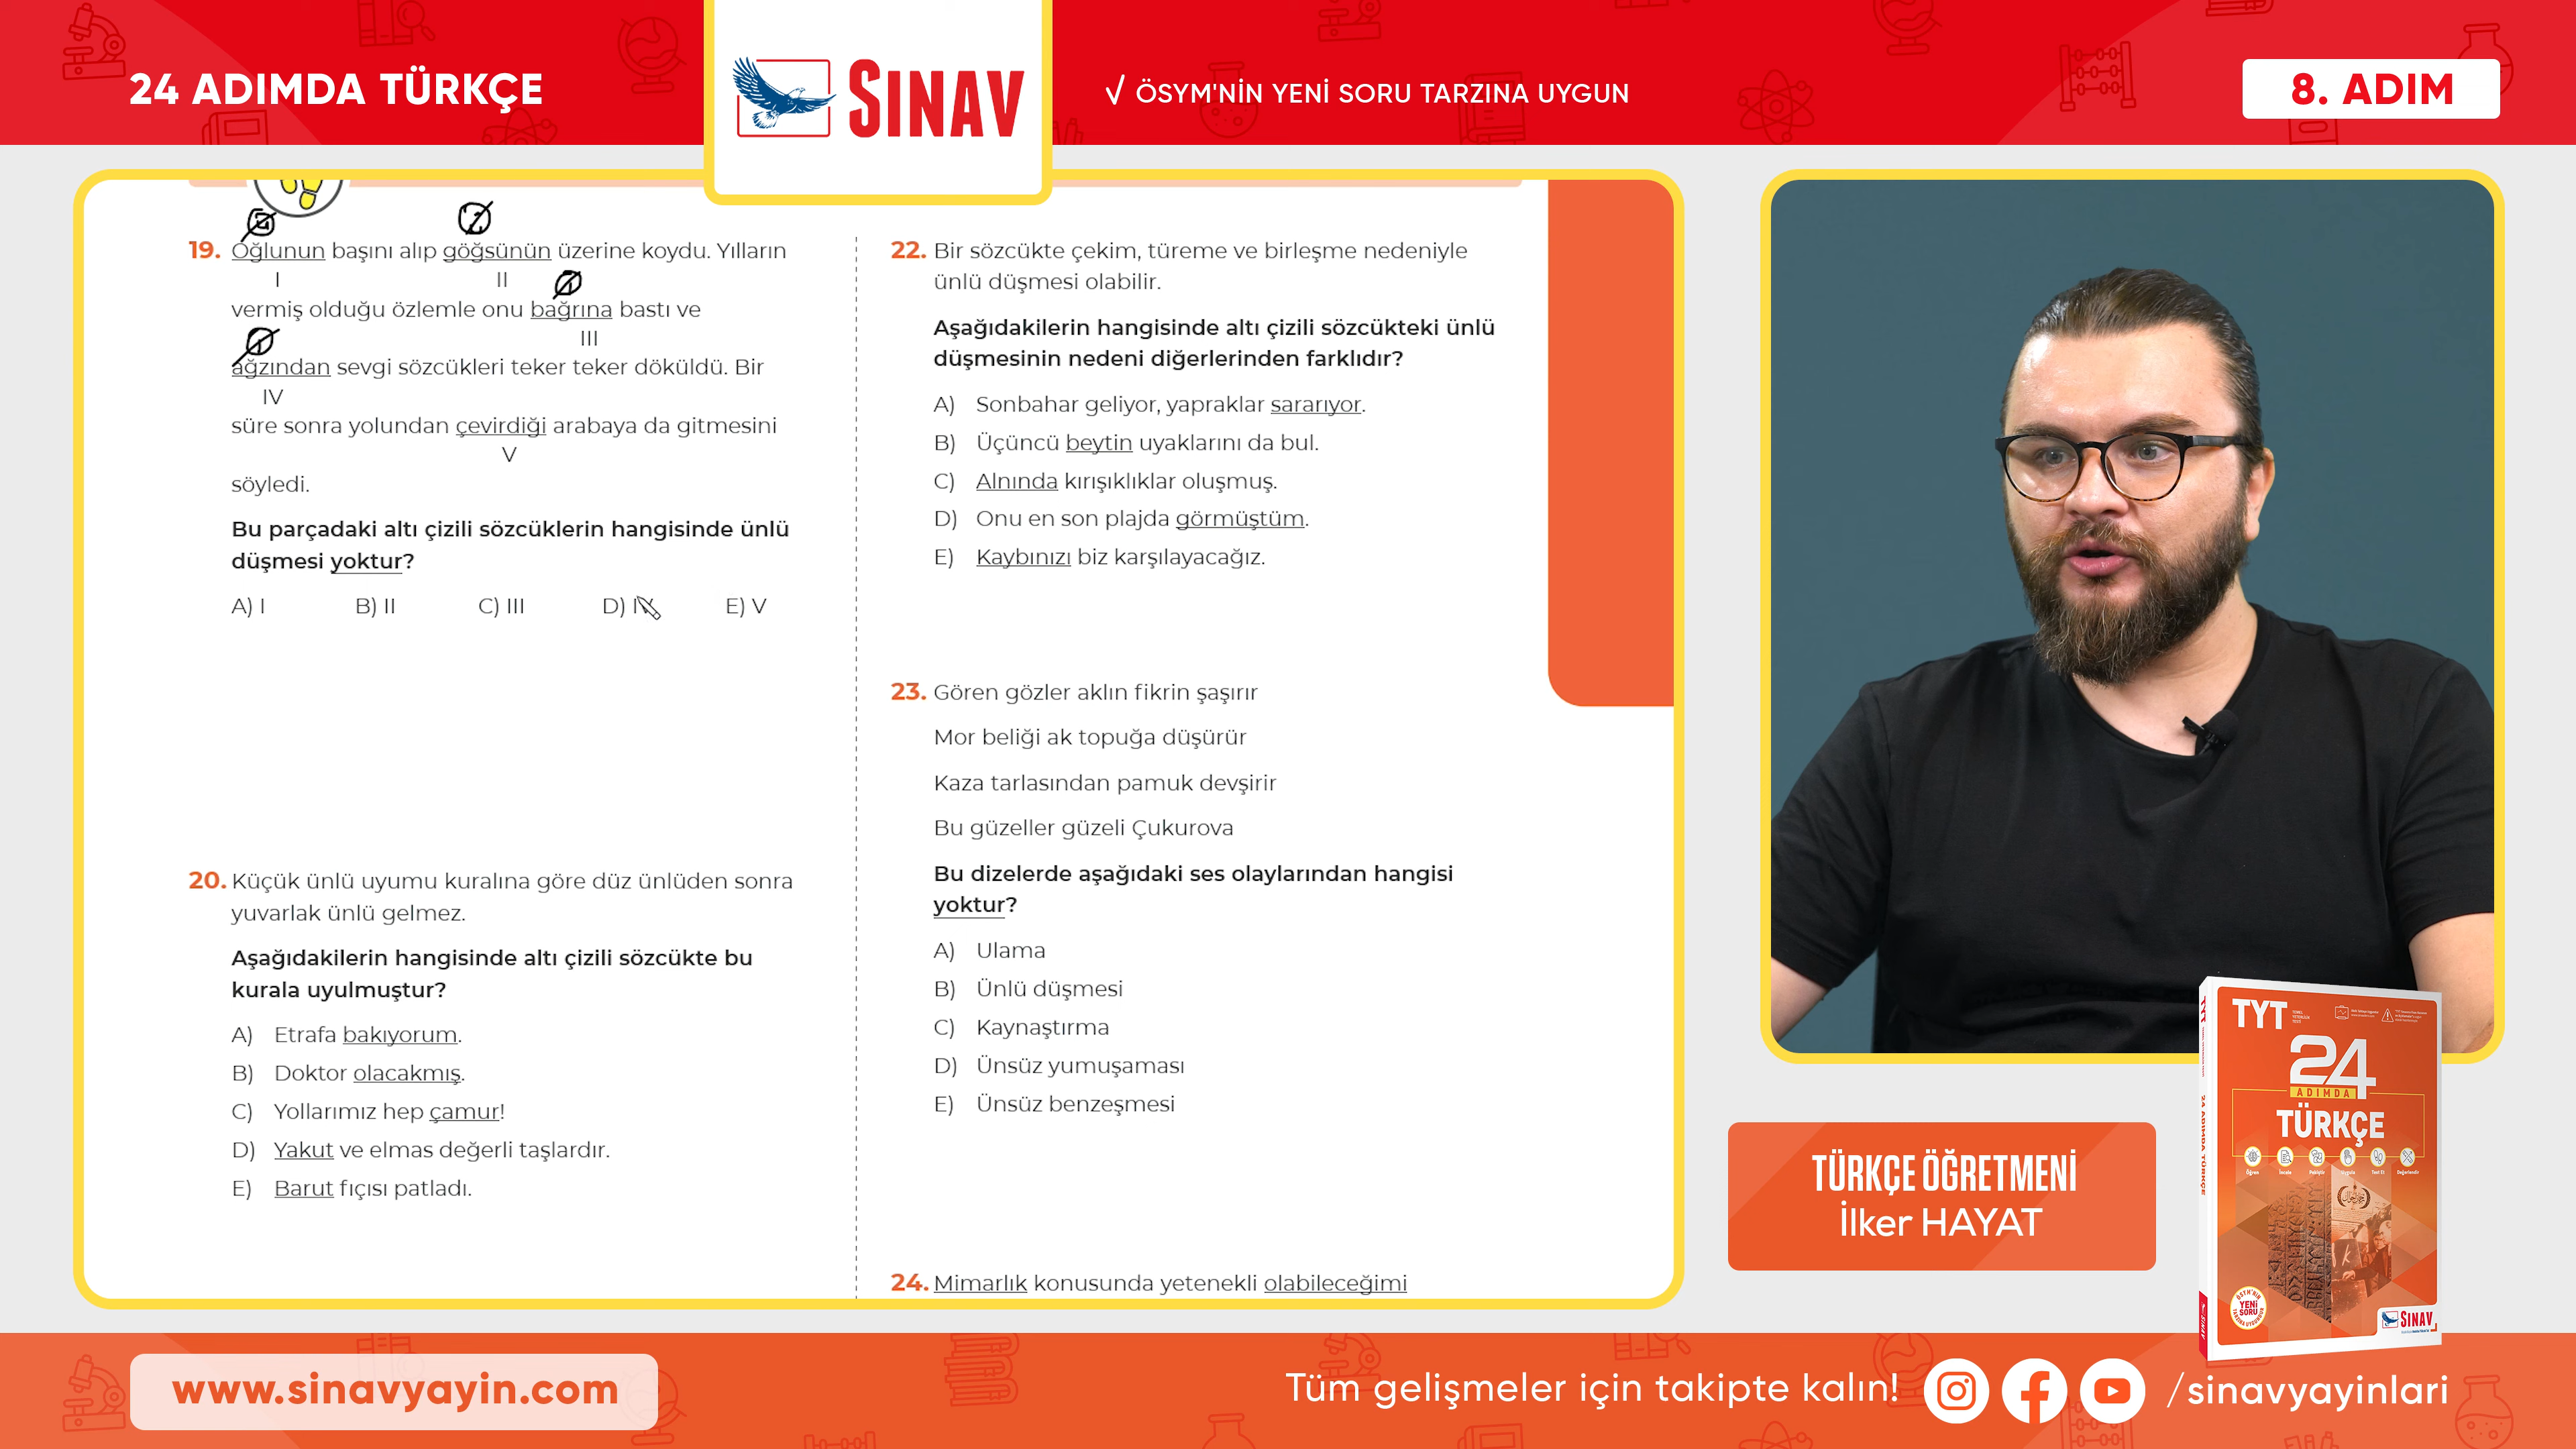 24 ADIMDA TÜRKÇE
SINAV
√ ÖSYM'NİN YENİ SORU TARZINA UYGUN
8. ADIM
19. Oğlunun başını alıp göğsünün üzerine koydu. Yılların
I II
vermiş olduğu özlemle onu bağrına bastı ve
III
ağzından sevgi sözcükleri teker teker döküldü. Bir
IV
süre sonra yolundan çevirdiği arabaya da gitmesini
V
söyledi.
Bu parçadaki altı çizili sözcüklerin hangisinde ünlü
düşmesi yoktur?
A) I B) II C) III D) IV E) V
20. Küçük ünlü uyumu kuralına göre düz ünlüden sonra
yuvarlak ünlü gelmez.
Aşağıdakilerin hangisinde altı çizili sözcükte bu
kurala uyulmuştur?
A) Etrafa bakıyorum.
B) Doktor olacakmış.
C) Yollarımız hep çamur!
D) Yakut ve elmas değerli taşlardır.
E) Barut fıçısı patladı.
22. Bir sözcükte çekim, türeme ve birleşme nedeniyle
ünlü düşmesi olabilir.
Aşağıdakilerin hangisinde altı çizili sözcükteki ünlü
düşmesinin nedeni diğerlerinden farklıdır?
A) Sonbahar geliyor, yapraklar sararıyor.
B) Üçüncü beytin uyaklarını da bul.
C) Alnında kırışıklıklar oluşmuş.
D) Onu en son plajda görmüştüm.
E) Kaybınızı biz karşılayacağız.
23. Gören gözler aklın fikrin şaşırır
Mor beliği ak topuğa düşürür
Kaza tarlasından pamuk devşirir
Bu güzeller güzeli Çukurova
Bu dizelerde aşağıdaki ses olaylarından hangisi
yoktur?
A) Ulama
B) Ünlü düşmesi
C) Kaynaştırma
D) Ünsüz yumuşaması
E) Ünsüz benzeşmesi
24. Mimarlık konusunda yetenekli olabileceğimi
TYT
24
ADIMDA
TÜRKÇE
YENİ
SORU
SINAV
TÜRKÇE ÖĞRETMENİ
İlker HAYAT
www.sinavyayin.com
Tüm gelişmeler için takipte kalın!
/sinavyayinlari